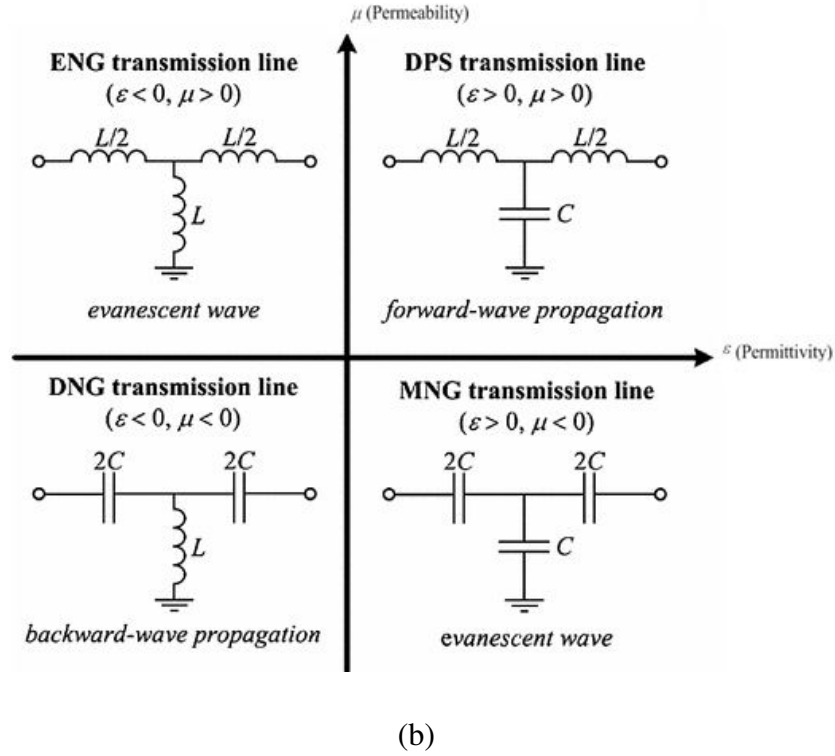 μ (Permeability)
ENG transmission line
(ε< 0, μ > 0)
L/2
L/2
L
evanescent wave
DPS transmission line
(ε> 0, μ > 0)
L/2
L/2
C
forward-wave propagation
ε (Permittivity)
DNG transmission line
(ε< 0, μ < 0)
2C
2C
L
backward-wave propagation
MNG transmission line
(ε> 0, μ < 0)
2C
2C
C
evanescent wave
(b)